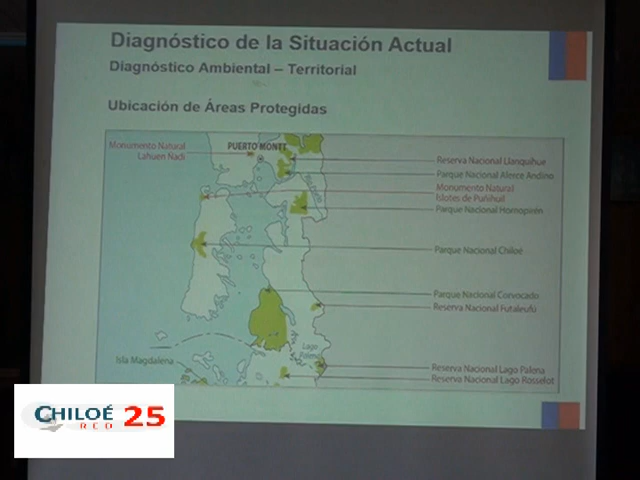 Diagnóstico de la Situación Actual
Diagnóstico Ambiental – Territorial
Ubicación de Áreas Protegidas
Monumento Natural
Lahuen Ñadi
PUERTO MONTT
Reserva Nacional Llanquihue
Parque Nacional Alerce Andino
Monumento Natural
Islotes de Puñihuil
Parque Nacional Hornopirén
Parque Nacional Chiloé
Parque Nacional Corvocado
Reserva Nacional Futaleufú
Lago
Palena
Isla Magdalena
Reserva Nacional Lago Palena
Reserva Nacional Lago Rosselot
CHILOÉ 25
RED